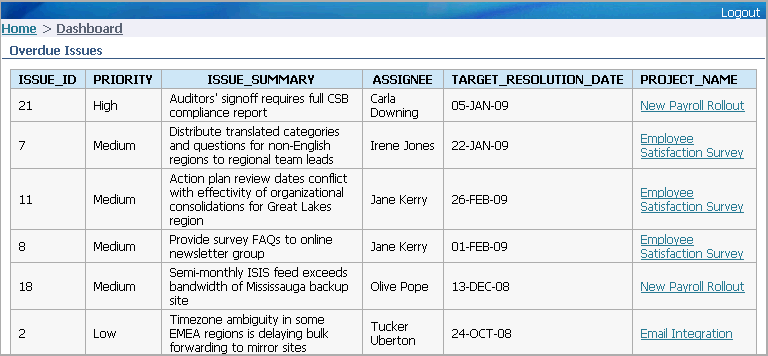 Logout
Home > Dashboard
Overdue Issues
ISSUE_ID PRIORITY ISSUE_SUMMARY ASSIGNEE TARGET_RESOLUTION_DATE PROJECT_NAME
21 High Auditors' signoff requires full CSB compliance report Carla Downing 05-JAN-09 New Payroll Rollout
7 Medium Distribute translated categories and questions for non-English regions to regional team leads Irene Jones 22-JAN-09 Employee Satisfaction Survey
11 Medium Action plan review dates conflict with effectivity of organizational consolidations for Great Lakes region Jane Kerry 26-FEB-09 Employee Satisfaction Survey
8 Medium Provide survey FAQs to online newsletter group Jane Kerry 01-FEB-09 Employee Satisfaction Survey
18 Medium Semi-monthly ISIS feed exceeds bandwidth of Mississauga backup site Olive Pope 13-DEC-08 New Payroll Rollout
2 Low Timezone ambiguity in some EMEA regions is delaying bulk forwarding to mirror sites Tucker Uberton 24-OCT-08 Email Integration